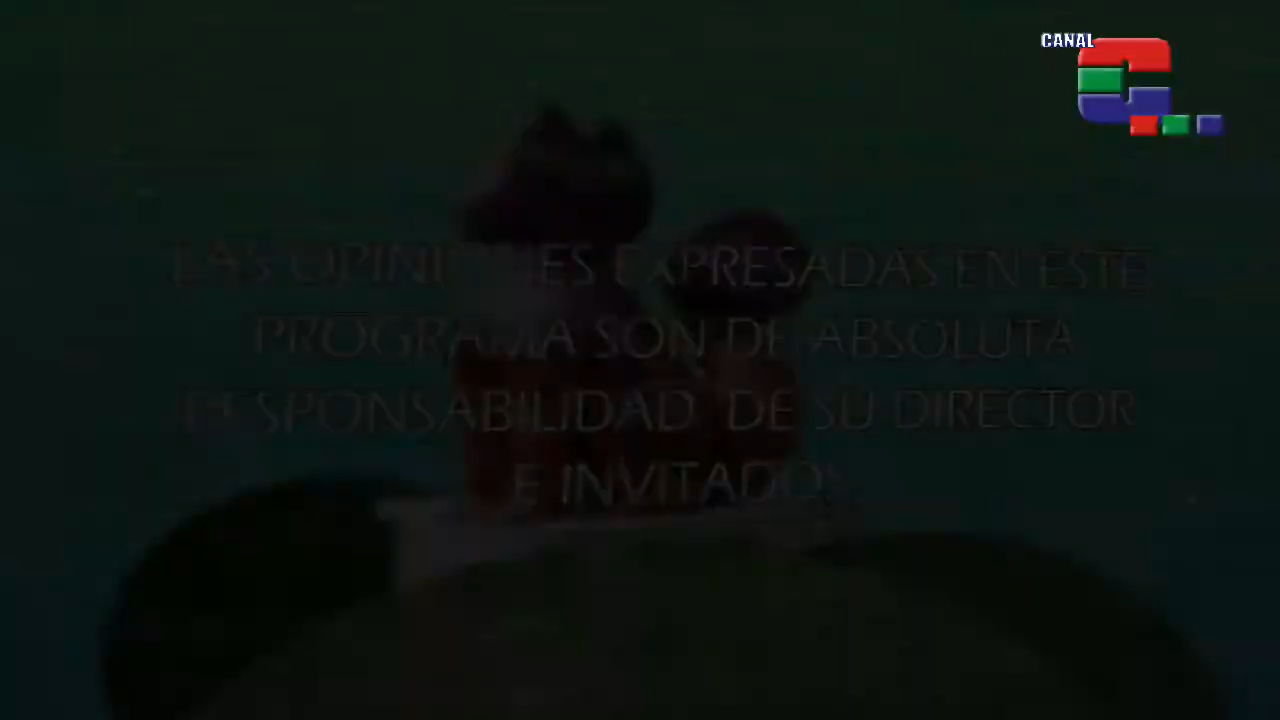 CANAL
LAS OPINIONES EXPRESADAS EN ESTE
PROGRAMA SON DE ABSOLUTA
RESPONSABILIDAD DE SU DIRECTOR
E INVITADOS